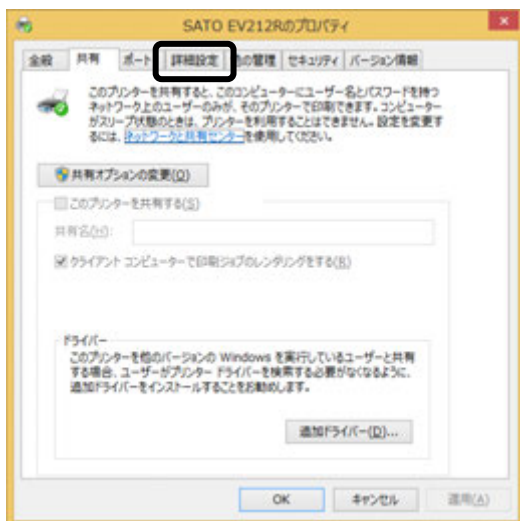 SATO EV212Rのプロパティ
全般 共有 ポート 詳細設定 色の管理 セキュリティ バージョン情報
このプリンターを共有すると、このコンピューターにユーザー名とパスワードを持つ
ネットワーク上のユーザーのみが、そのプリンターで印刷できます。コンピューター
がスリープ状態のときは、プリンターを利用することはできません。設定を変更す
るには、ネットワークと共有センターを使用してください。
共有オプションの変更(O)
このプリンターを共有する(S)
共有名(H):
クライアント コンピューターで印刷ジョブのレンダリングをする(R)
ドライバー
このプリンターを他のバージョンの Windows を実行しているユーザーと共有
する場合、ユーザーがプリンター ドライバーを検索する必要がなくなるように、
追加ドライバーをインストールすることをお勧めします。
追加ドライバー(D)...
OK キャンセル 適用(A)